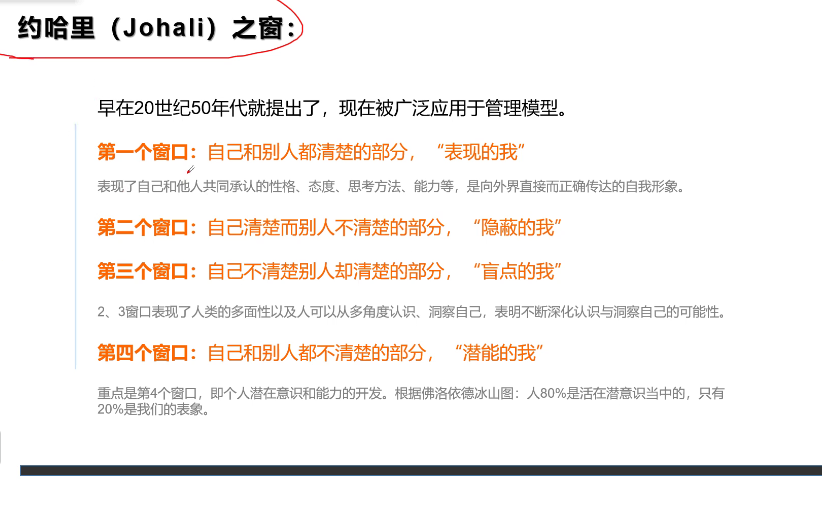 约哈里（Johali）之窗：
早在20世纪50年代就提出了，现在被广泛应用于管理模型。
第一个窗口：自己和别人都清楚的部分，“表现的我”
表现了自己和他人共同承认的性格、态度、思考方法、能力等，是向外界直接而正确传达的自我形象。
第二个窗口：自己清楚而别人不清楚的部分，“隐蔽的我”
第三个窗口：自己不清楚别人却清楚的部分，“盲点的我”
2、3窗口表现了人类的多面性以及人可以从多角度认识、洞察自己，表明不断深化认识与洞察自己的可能性。
第四个窗口：自己和别人都不清楚的部分，“潜能的我”
重点是第4个窗口，即个人潜在意识和能力的开发。根据佛洛依德冰山图：人80%是活在潜意识当中的，只有
20%是我们的表象。